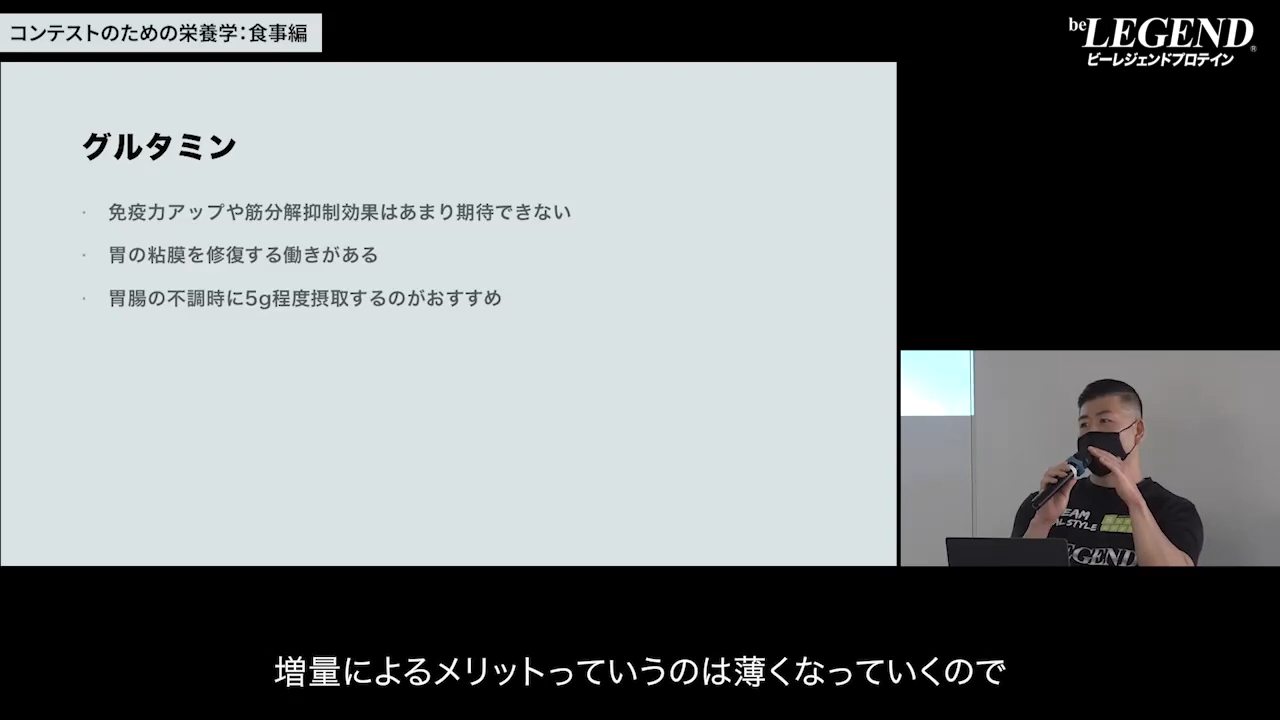 コンテストのための栄養学：食事編
be LEGEND®
ビーレジェンドプロテイン
グルタミン
· 免疫力アップや筋分解抑制効果はあまり期待できない
· 胃の粘膜を修復する働きがある
· 胃腸の不調時に5g程度摂取するのがおすすめ
EAM
AL STYLE
EGEND
増量によるメリットっていうのは薄くなっていくので